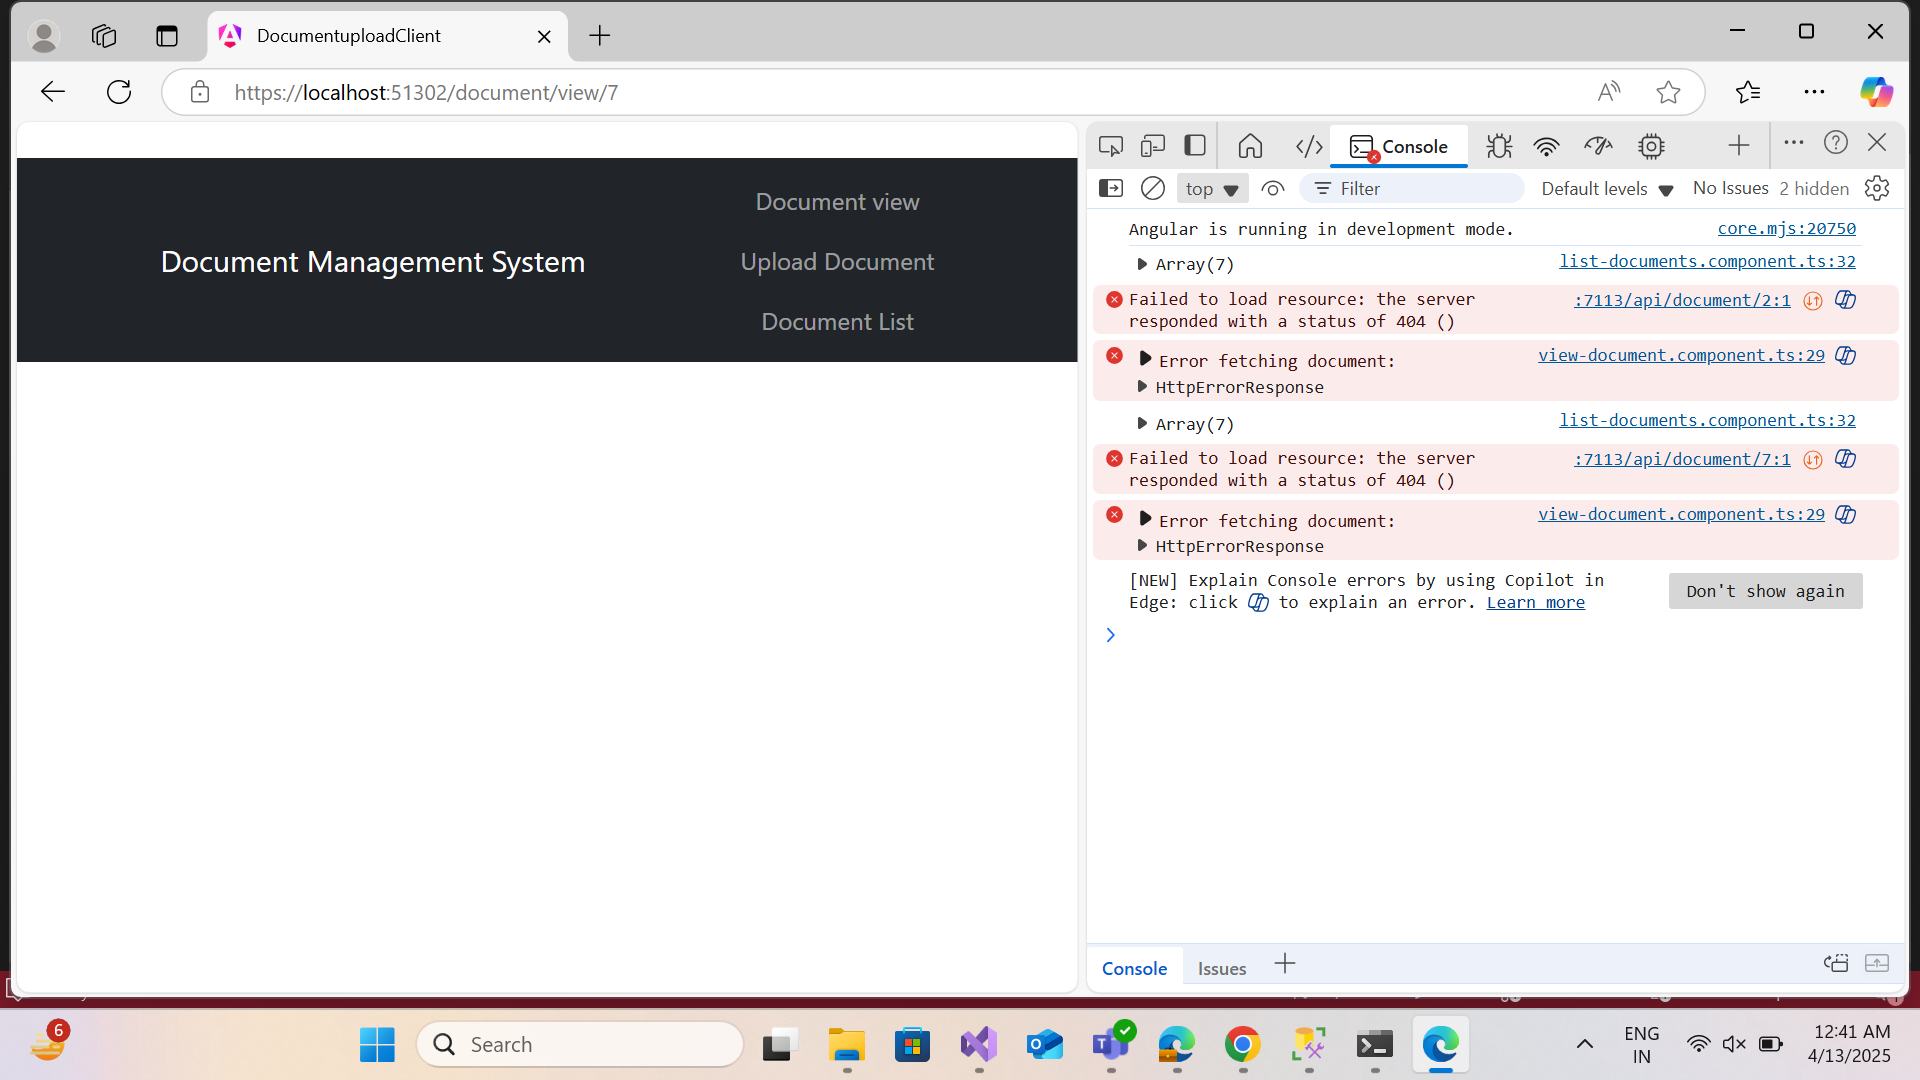 DocumentuploadClient
https://localhost:51302/document/view/7
Document Management System
Document view
Upload Document
Document List
Console
top
Filter
Default levels
No Issues
2 hidden
Angular is running in development mode.
core.mjs:20750
Array(7)
list-documents.component.ts:32
Failed to load resource: the server
:7113/api/document/2:1
responded with a status of 404 ()
Error fetching document:
view-document.component.ts:29
HttpErrorResponse
Array(7)
list-documents.component.ts:32
Failed to load resource: the server
:7113/api/document/7:1
responded with a status of 404 ()
Error fetching document:
view-document.component.ts:29
HttpErrorResponse
[NEW] Explain Console errors by using Copilot in
Edge: click to explain an error. Learn more
Don't show again
Console
Issues
6
Search
ENG
IN
12:41 AM
4/13/2025